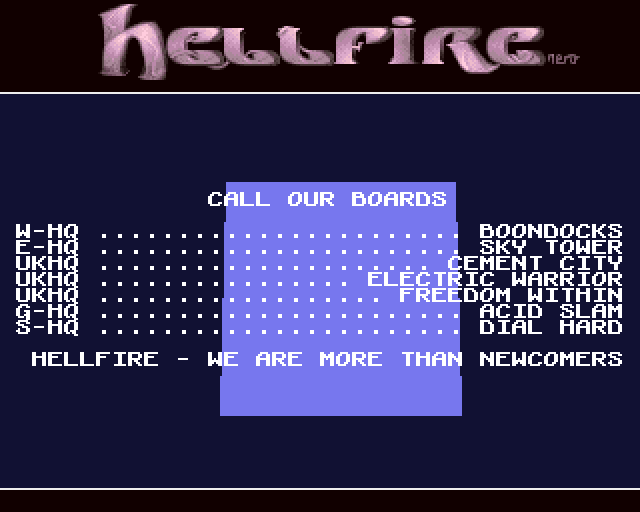 HELLFIRE
nero
CALL OUR BOARDS
W-HQ ....................... BOONDOCKS
E-HQ ....................... SKY TOWER
UKHQ ..................... CEMENT CITY
UKHQ ................ ELECTRIC WARRIOR
UKHQ .................. FREEDOM WITHIN
G-HQ ....................... ACID SLAM
S-HQ ....................... DIAL HARD
HELLFIRE - WE ARE MORE THAN NEWCOMERS